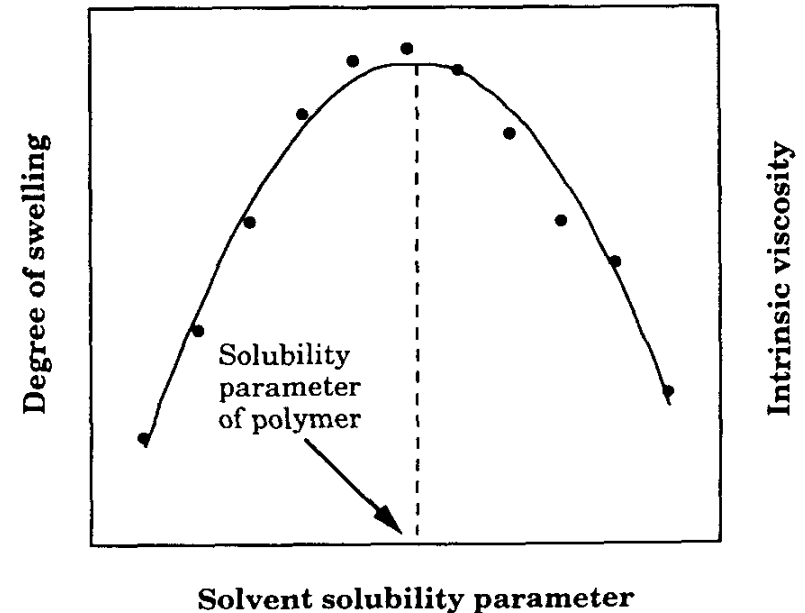 Degree of swelling
Solubility
parameter
of polymer
Intrinsic viscosity
Solvent solubility parameter